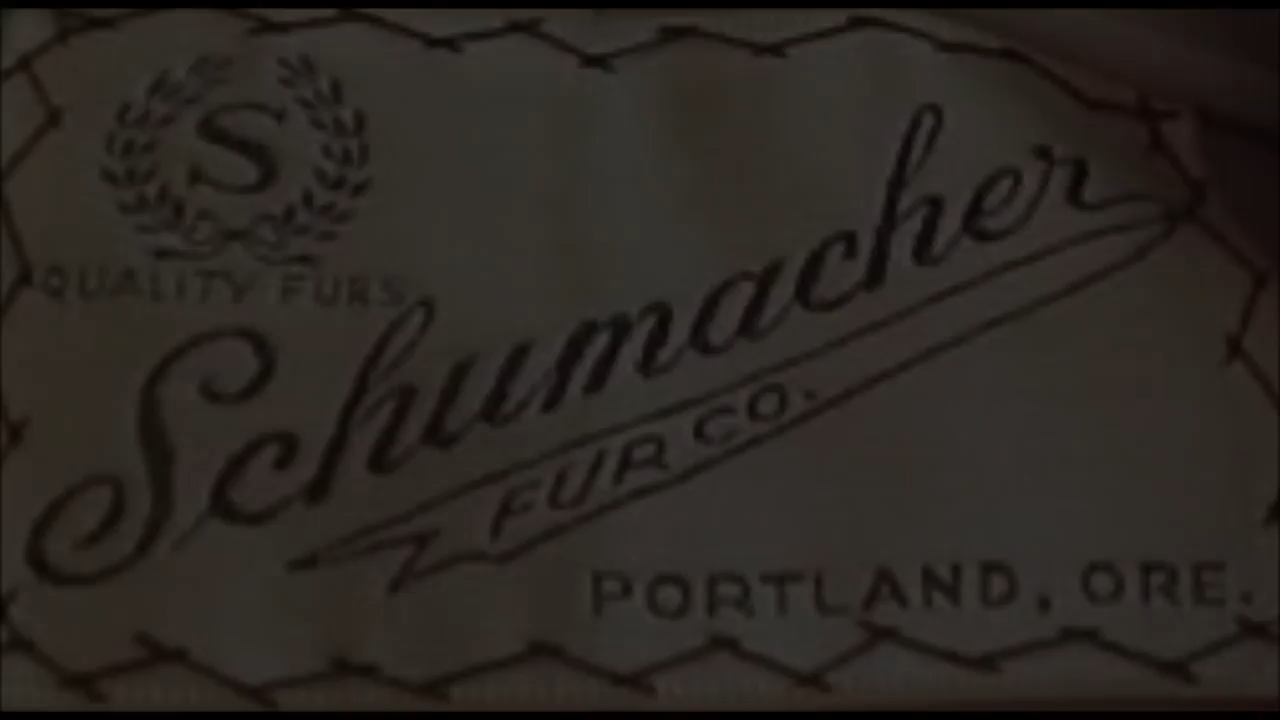 S
QUALITY FURS
Schumacher
FUR CO.
PORTLAND, ORE.